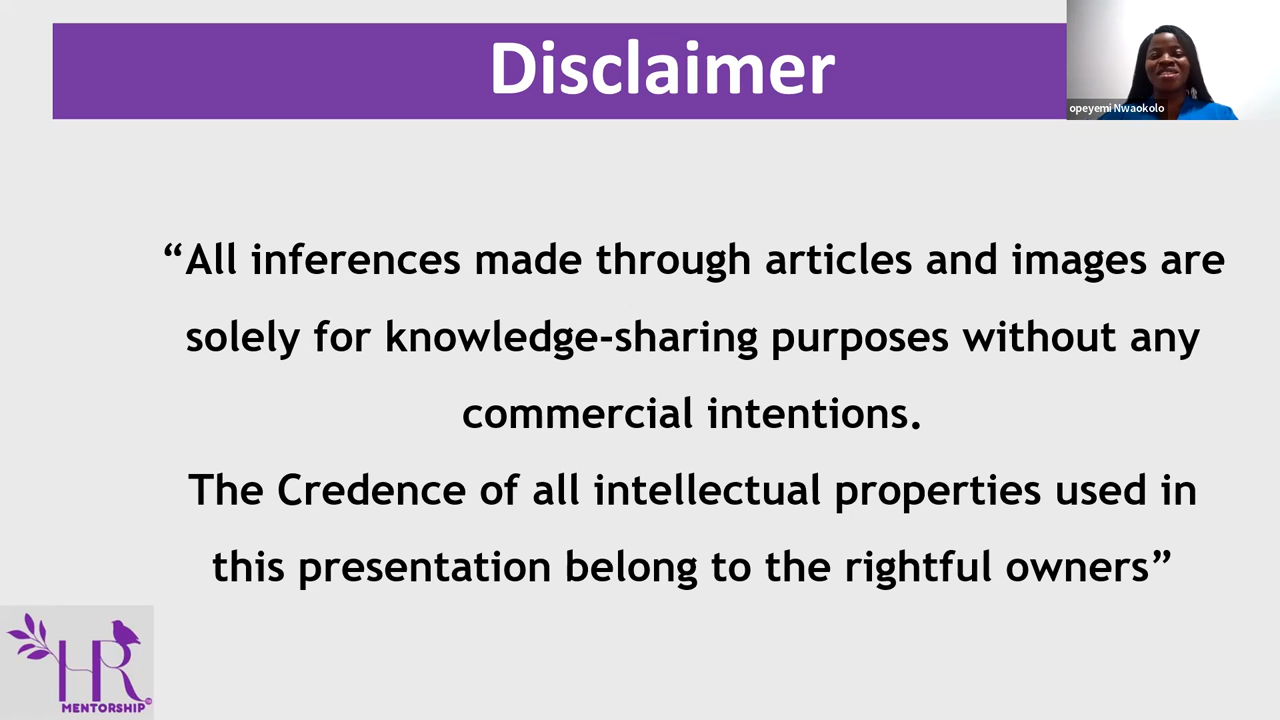 Disclaimer
opeyemi Nwaokolo
“All inferences made through articles and images are
solely for knowledge-sharing purposes without any
commercial intentions.
The Credence of all intellectual properties used in
this presentation belong to the rightful owners”
HR
MENTORSHIP